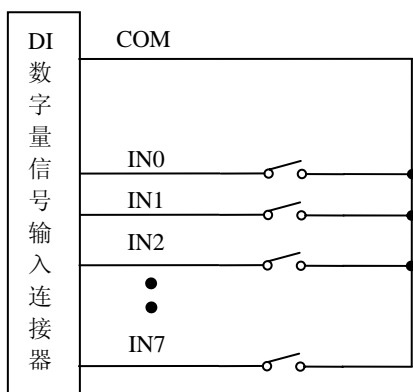 DI
数
字
量
信
号
输
入
连
接
器
COM
IN0
IN1
IN2
IN7